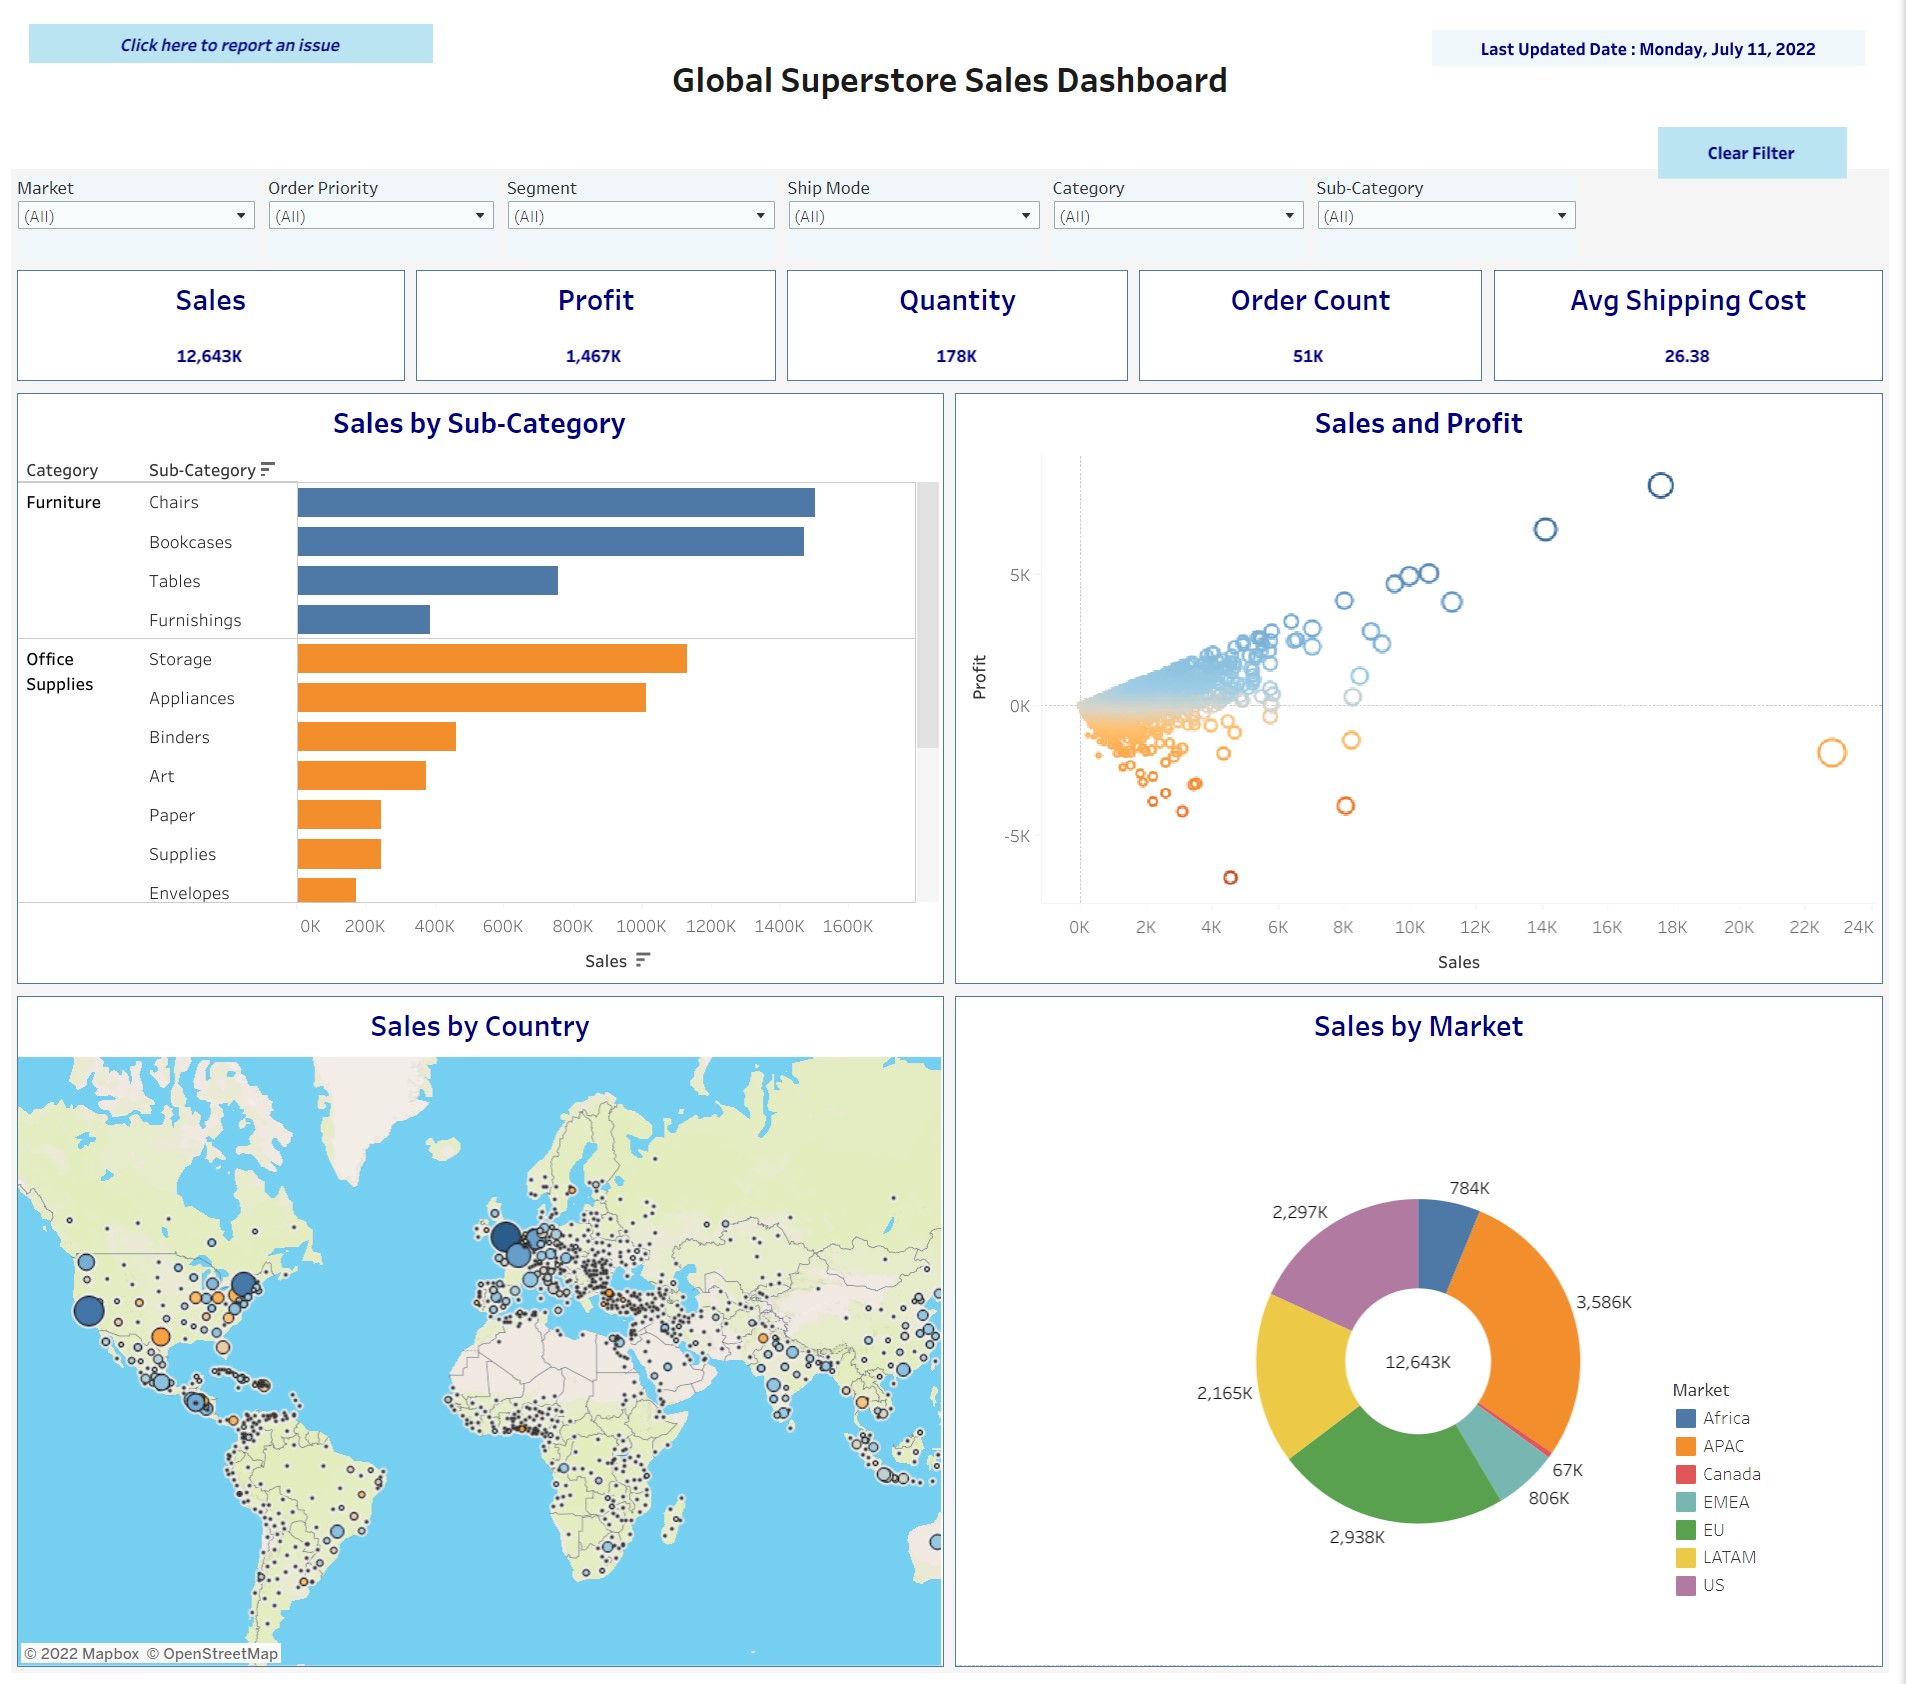 Click here to report an issue
Last Updated Date : Monday, July 11, 2022
Global Superstore Sales Dashboard
Clear Filter
Market
Order Priority
Segment
Ship Mode
Category
Sub-Category
(All)
(All)
(All)
(All)
(All)
(All)
Sales
Profit
Quantity
Order Count
Avg Shipping Cost
12,643K
1,467K
178K
51K
26.38
Sales by Sub-Category
Category
Sub-Category
Furniture
Chairs
Bookcases
Tables
Furnishings
Office
Supplies
Storage
Appliances
Binders
Art
Paper
Supplies
Envelopes
0K 200K 400K 600K 800K 1000K 1200K 1400K 1600K
Sales
Sales and Profit
Profit
5K
0K
-5K
0K 2K 4K 6K 8K 10K 12K 14K 16K 18K 20K 22K 24K
Sales
Sales by Country
© 2022 Mapbox © OpenStreetMap
Sales by Market
784K
2,297K
3,586K
12,643K
2,165K
67K
806K
2,938K
Market
Africa
APAC
Canada
EMEA
EU
LATAM
US